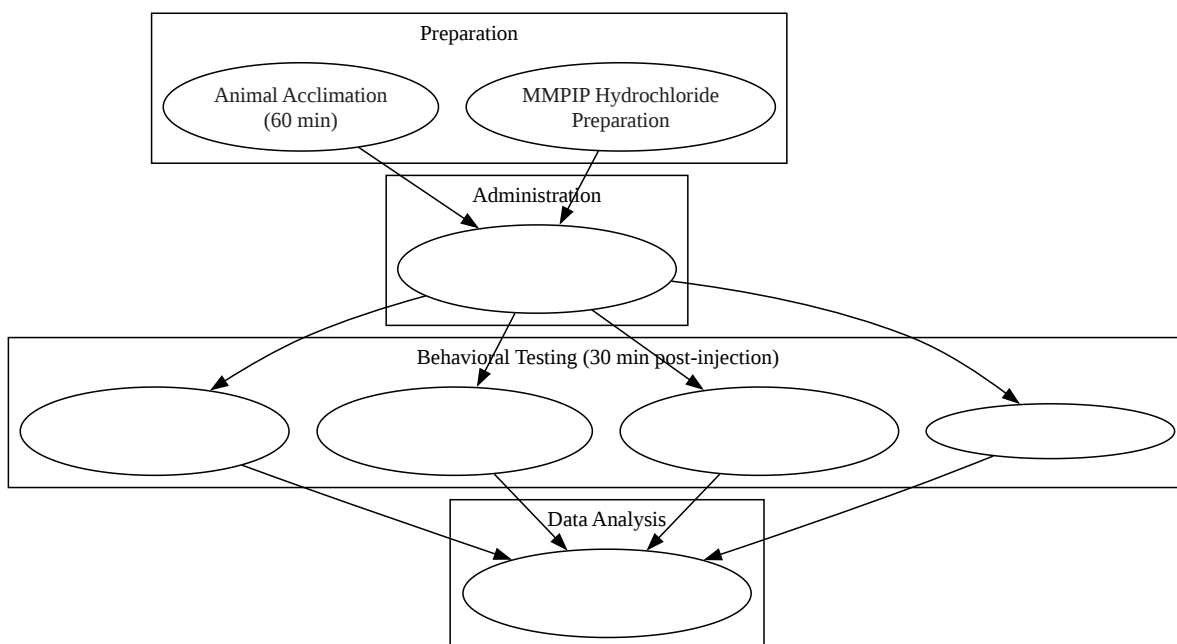 Preparation
Animal Acclimation
(60 min)
MMPIP Hydrochloride
Preparation
Administration
Behavioral Testing (30 min post-injection)
Data Analysis